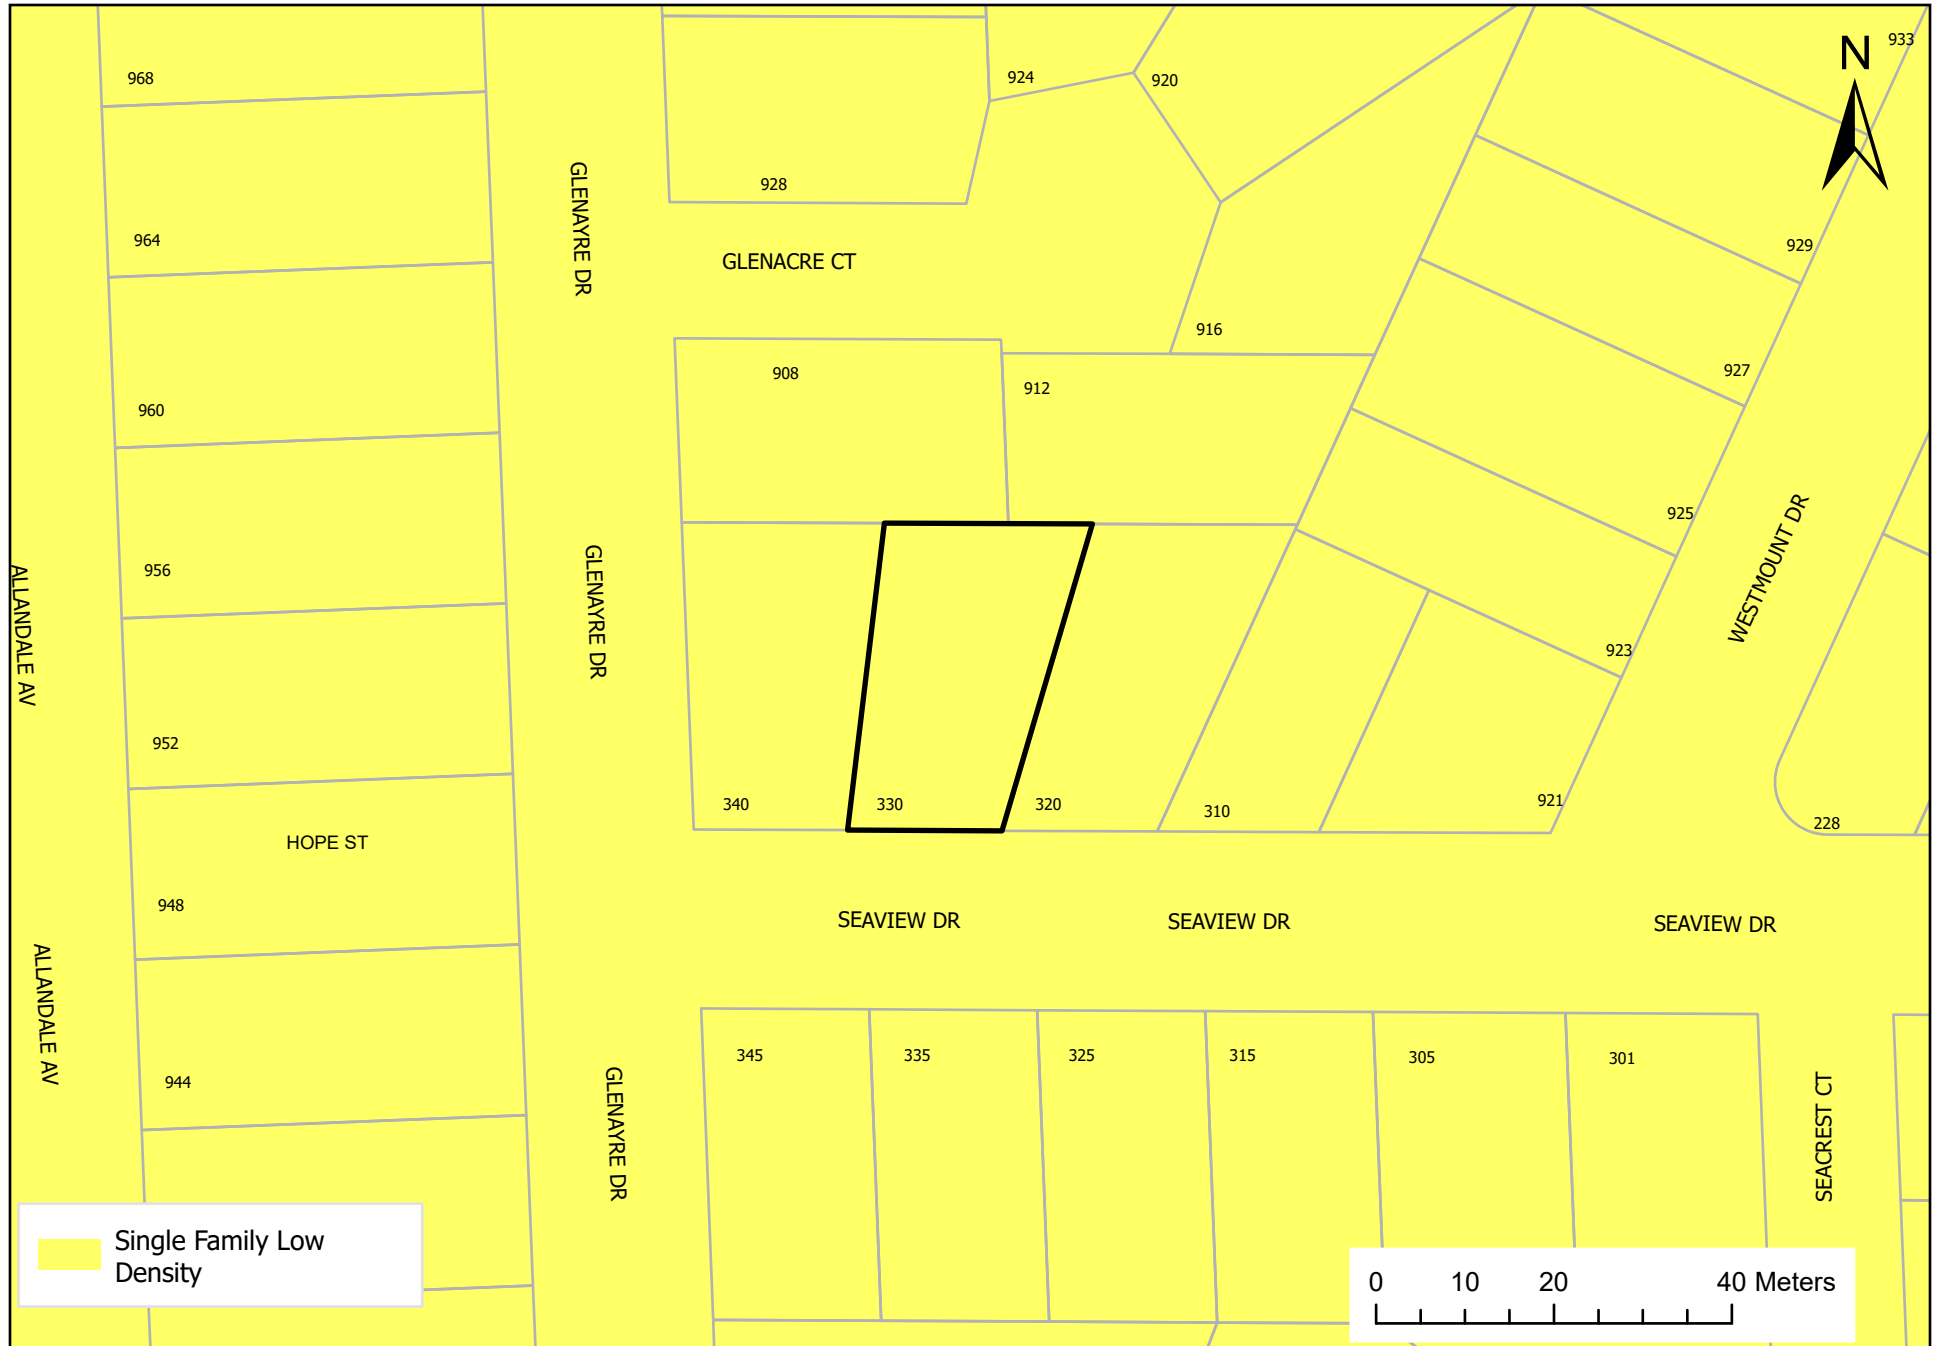 968
964
960
956
952
HOPE ST
948
944
ALLANDALE AV
ALLANDALE AV
GLENAYRE DR
GLENAYRE DR
GLENAYRE DR
924
920
928
GLENACRE CT
916
908
912
933
N
929
927
925
923
921
WESTMOUNT DR
340
330
320
310
228
SEAVIEW DR
SEAVIEW DR
SEAVIEW DR
345
335
325
315
305
301
SEACREST CT
Single Family Low
Density
0 10 20 40 Meters